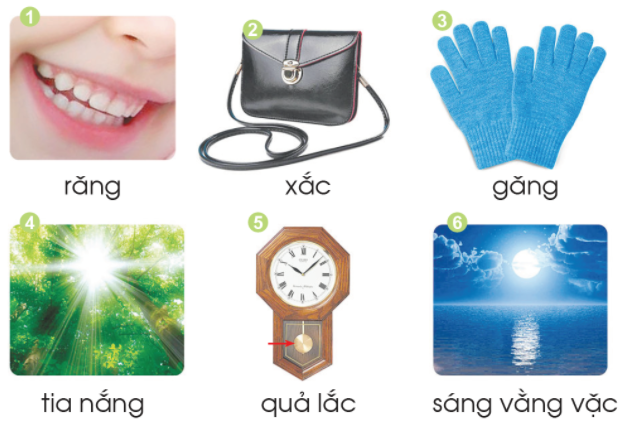 1 2 3
răng xắc găng
4 5 6
tia nắng quả lắc sáng vằng vặc